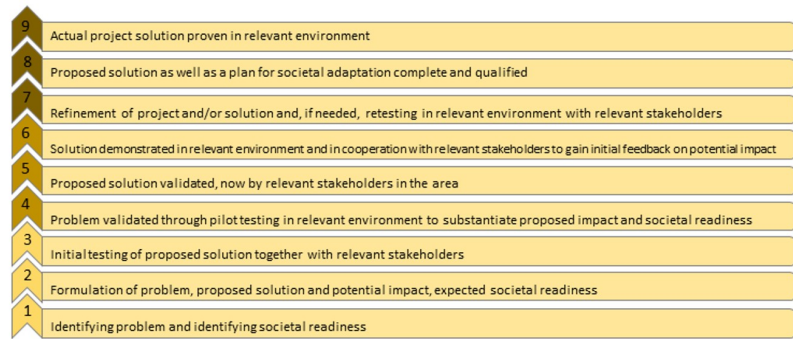 9
Actual project solution proven in relevant environment
8
Proposed solution as well as a plan for societal adaptation complete and qualified
7
Refinement of project and/or solution and, if needed, retesting in relevant environment with relevant stakeholders
6
Solution demonstrated in relevant environment and in cooperation with relevant stakeholders to gain initial feedback on potential impact
5
Proposed solution validated, now by relevant stakeholders in the area
4
Problem validated through pilot testing in relevant environment to substantiate proposed impact and societal readiness
3
Initial testing of proposed solution together with relevant stakeholders
2
Formulation of problem, proposed solution and potential impact, expected societal readiness
1
Identifying problem and identifying societal readiness